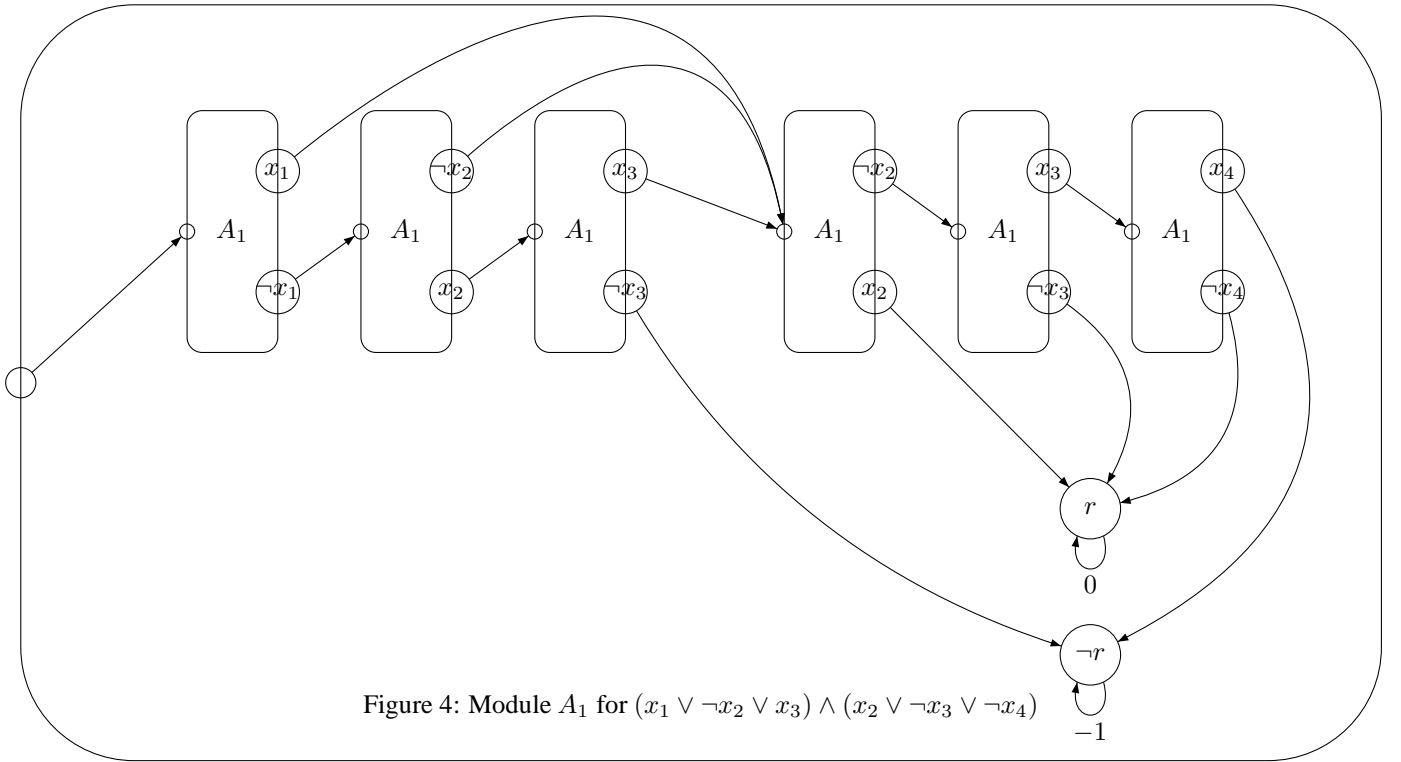 x₁ ¬x₂ x₃ ¬x₂ x₃ x₄
A₁ A₁ A₁ A₁ A₁ A₁
¬x₁ x₂ ¬x₃ x₂ ¬x₃ ¬x₄
r
0
¬r
Figure 4: Module A₁ for (x₁ ∨ ¬x₂ ∨ x₃) ∧ (x₂ ∨ ¬x₃ ∨ ¬x₄)
−1